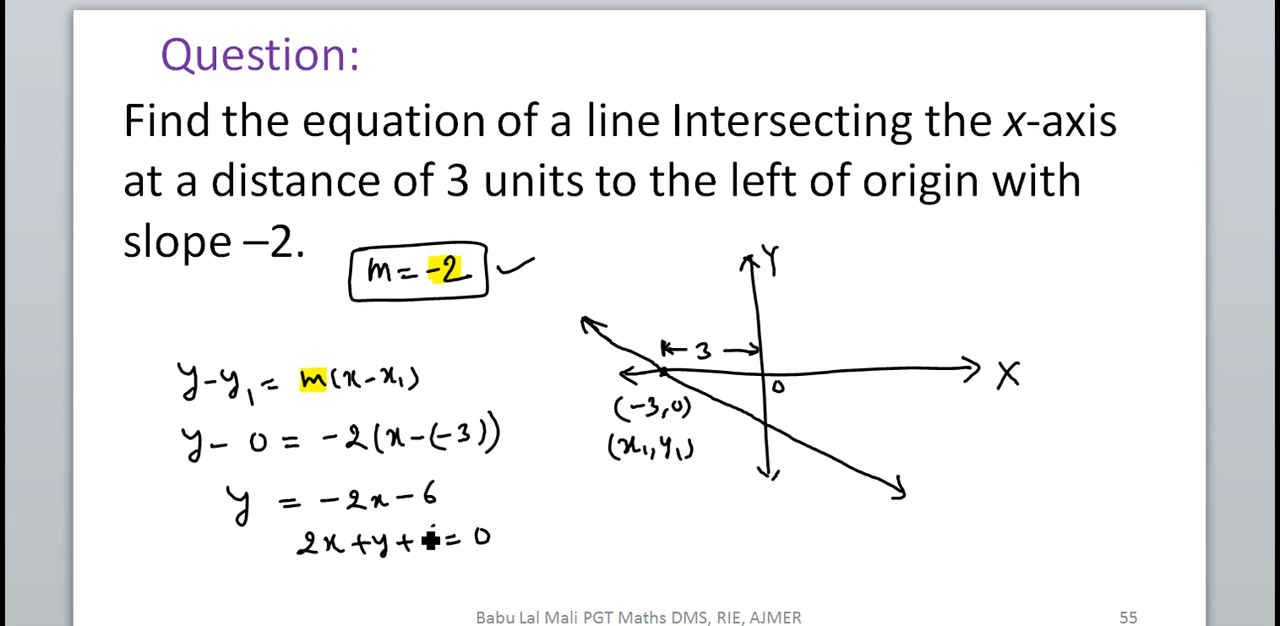 Question:
Find the equation of a line Intersecting the x-axis
at a distance of 3 units to the left of origin with
slope –2.
m = -2
Y
3
X
0
(-3,0)
(x₁,y₁)
y-y₁ = m(x-x₁)
y- 0 = -2(x-(-3))
y = -2x-6
2x+y+ = 0
Babu Lal Mali PGT Maths DMS, RIE, AJMER
55